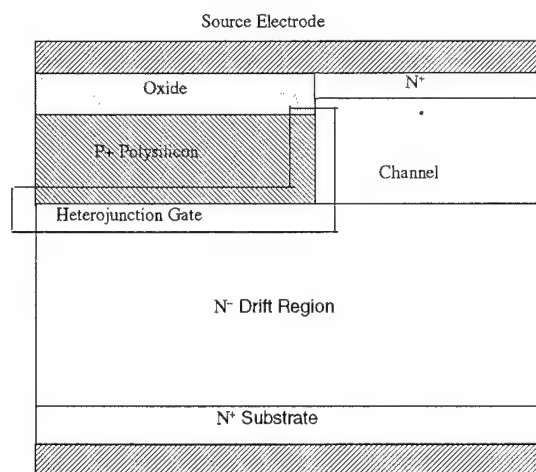 Source Electrode
Oxide
N⁺
P+ Polysilicon
Channel
Heterojunction Gate
N⁻ Drift Region
N⁺ Substrate